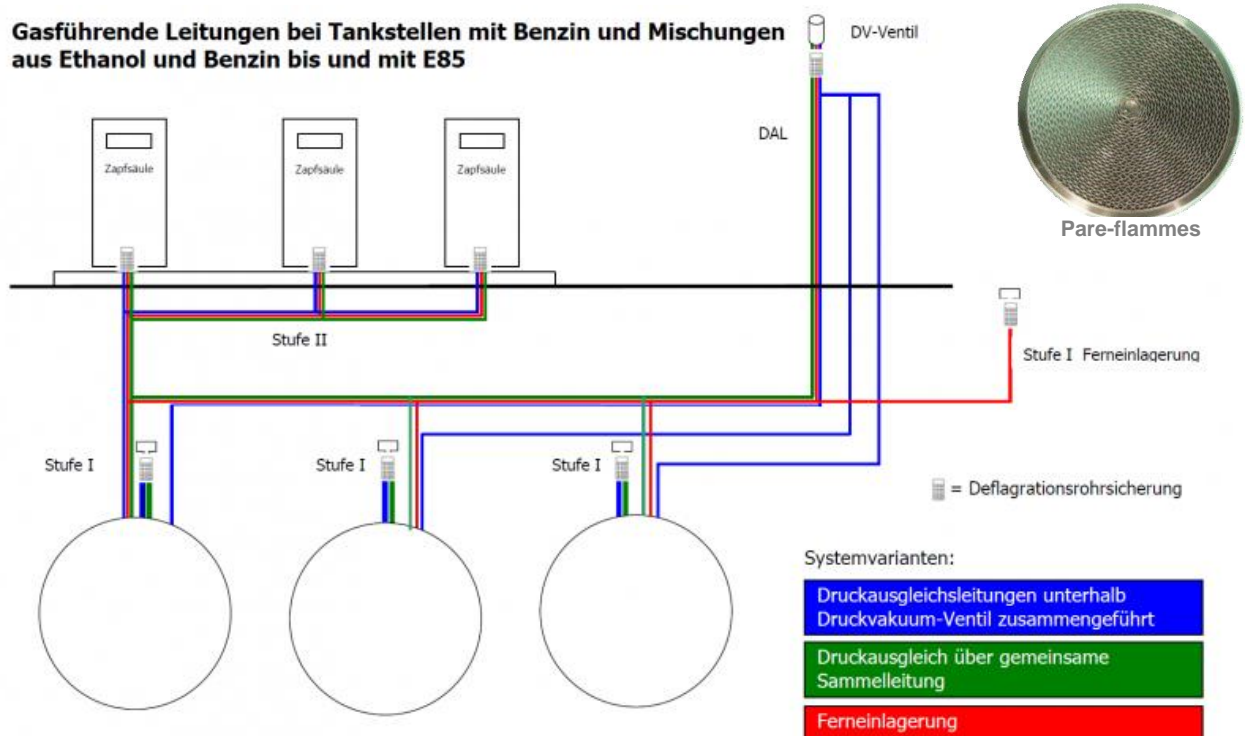 Gasführende Leitungen bei Tankstellen mit Benzin und Mischungen
aus Ethanol und Benzin bis und mit E85
DV-Ventil
Pare-flammes
DAL
Zapfsäule
Zapfsäule
Zapfsäule
Stufe II
Stufe I Ferneinlagerung
Stufe I
Stufe I
Stufe I
= Deflagrationsrohrsicherung
Systemvarianten:
Druckausgleichsleitungen unterhalb
Druckvakuum-Ventil zusammengeführt
Druckausgleich über gemeinsame
Sammelleitung
Ferneinlagerung